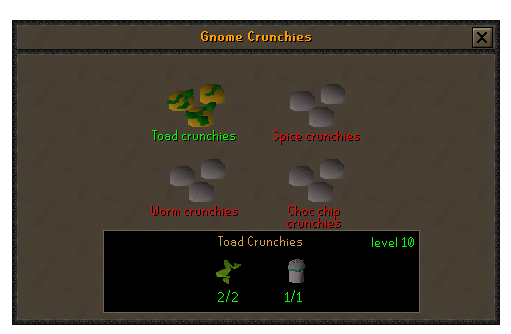 Gnome Crunchies
Toad crunchies
Spice crunchies
Worm crunchies
Choc chip
crunchies
Toad Crunchies
level 10
2/2
1/1